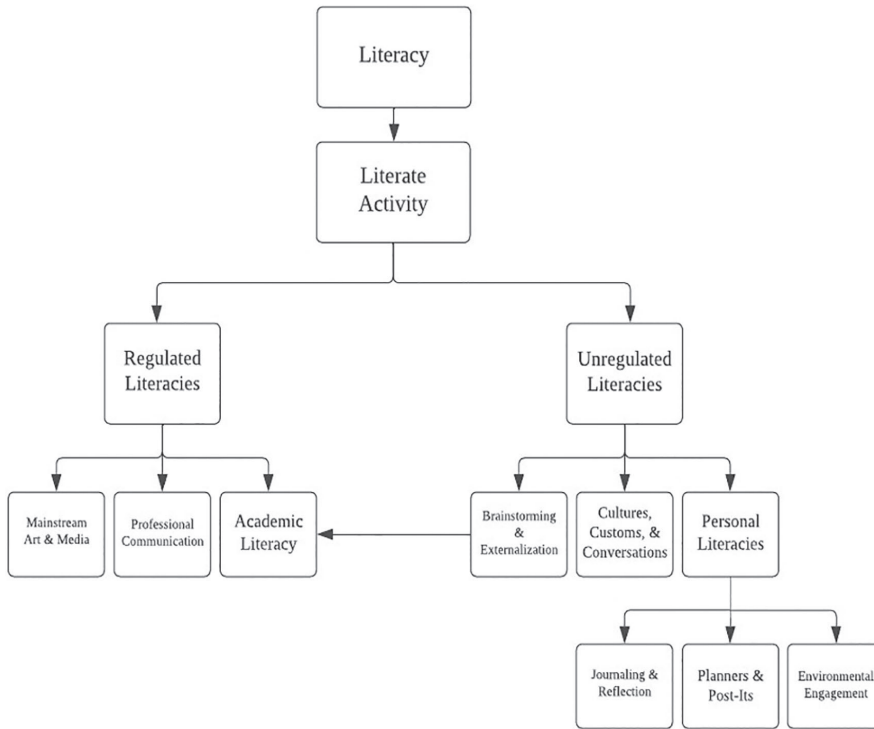 Literacy
Literate
Activity
Regulated
Literacies
Unregulated
Literacies
Mainstream
Art & Media
Professional
Communication
Academic
Literacy
Brainstorming
&
Externalization
Cultures,
Customs, &
Conversations
Personal
Literacies
Journaling &
Reflection
Planners &
Post-Its
Environmental
Engagement